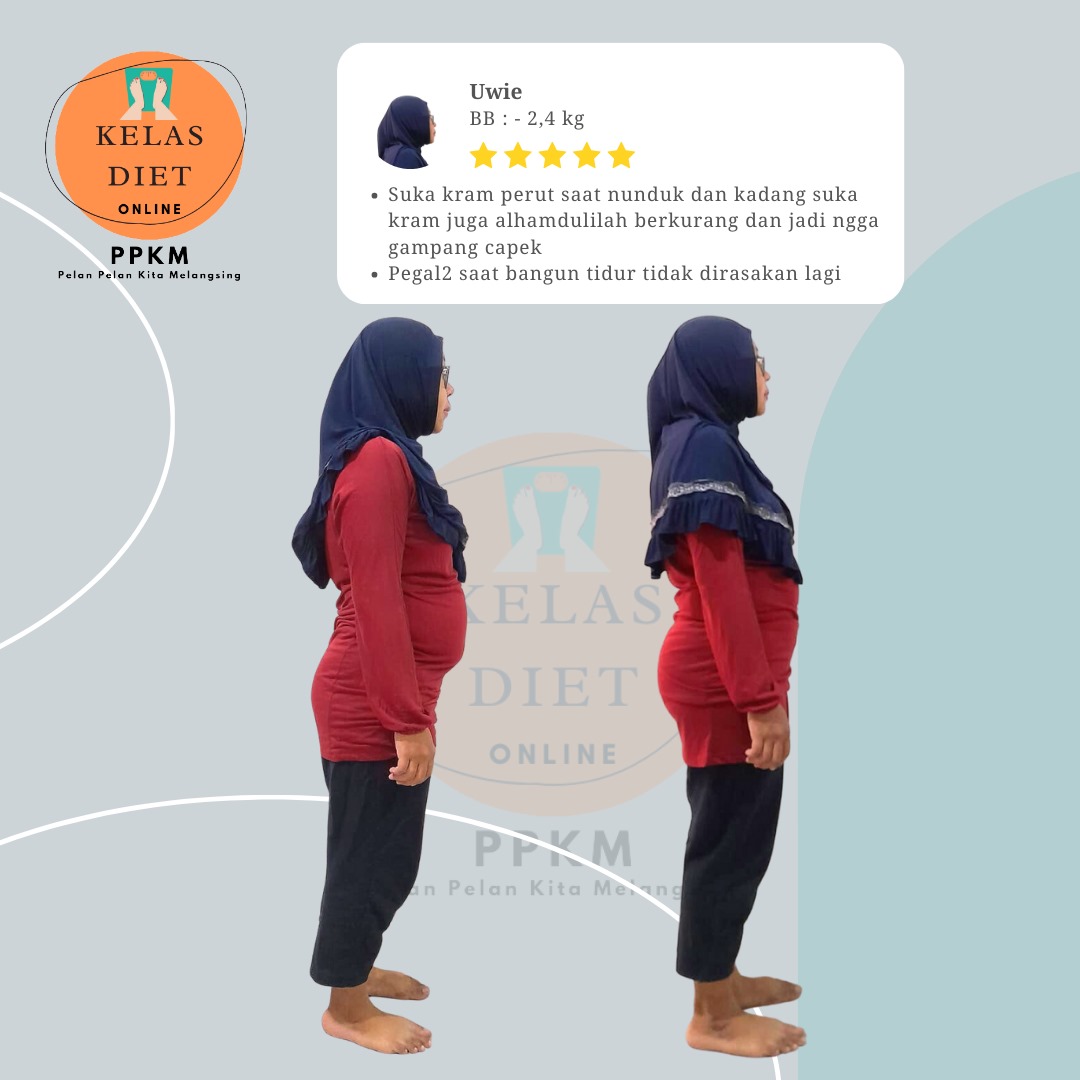 KELAS
DIET
ONLINE
PPKM
Pelan Pelan Kita Melangsing
Uwie
BB : - 2,4 kg
Suka kram perut saat nunduk dan kadang suka
kram juga alhamdulilah berkurang dan jadi ngga
gampang capek
Pegal2 saat bangun tidur tidak dirasakan lagi
KELAS
DIET
ONLINE
PPKM
Pelan Kita